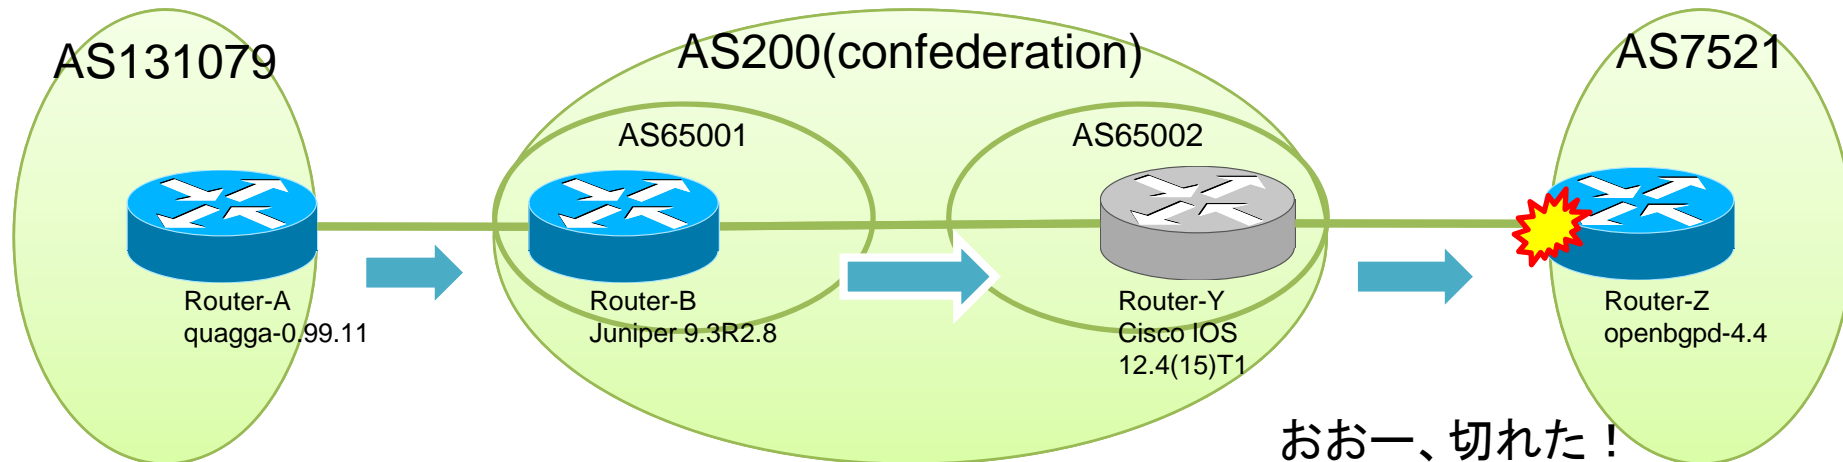 AS131079
AS200(confederation)
AS7521
AS65001
AS65002
Router-A
quagga-0.99.11
Router-B
Juniper 9.3R2.8
Router-Y
Cisco IOS
12.4(15)T1
Router-Z
openbgpd-4.4
おおー、切れた！